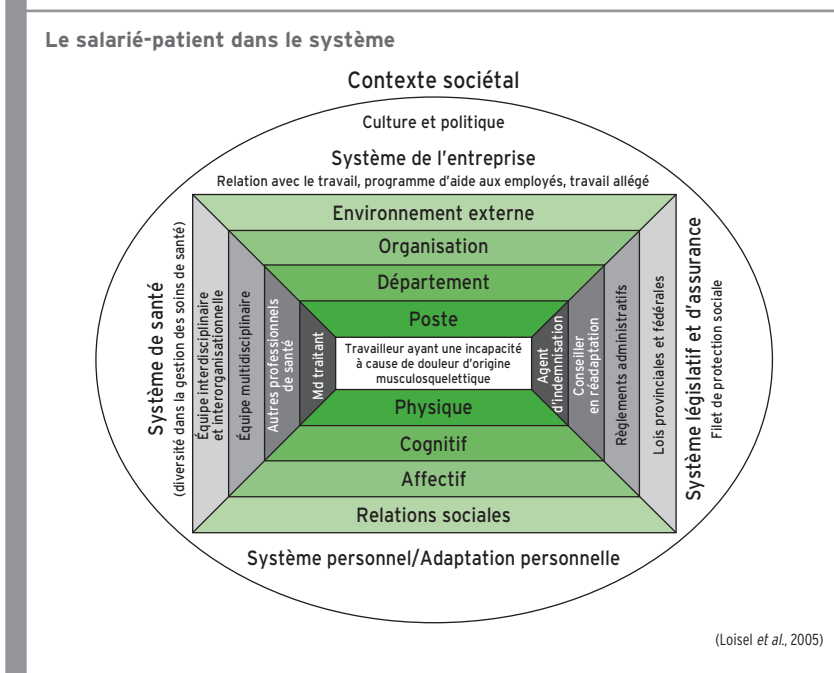 Le salarié-patient dans le système
Contexte sociétal
Culture et politique
Système de l'entreprise
Relation avec le travail, programme d'aide aux employés, travail allégé
Environnement externe
Organisation
Département
Poste
Système de santé
(diversité dans la gestion des soins de santé)
Équipe interdisciplinaire
et interorganisationnelle
Équipe multidisciplinaire
Autres professionnels
de santé
Md traitant
Travailleur ayant une incapacité
à cause de douleur d'origine
musculosquelettique
Agent
d'indemnisation
Conseiller
en réadaptation
Règlements administratifs
Lois provinciales et fédérales
Système législatif et d'assurance
Filet de protection sociale
Physique
Cognitif
Affectif
Relations sociales
Système personnel/Adaptation personnelle
(Loisel et al., 2005)